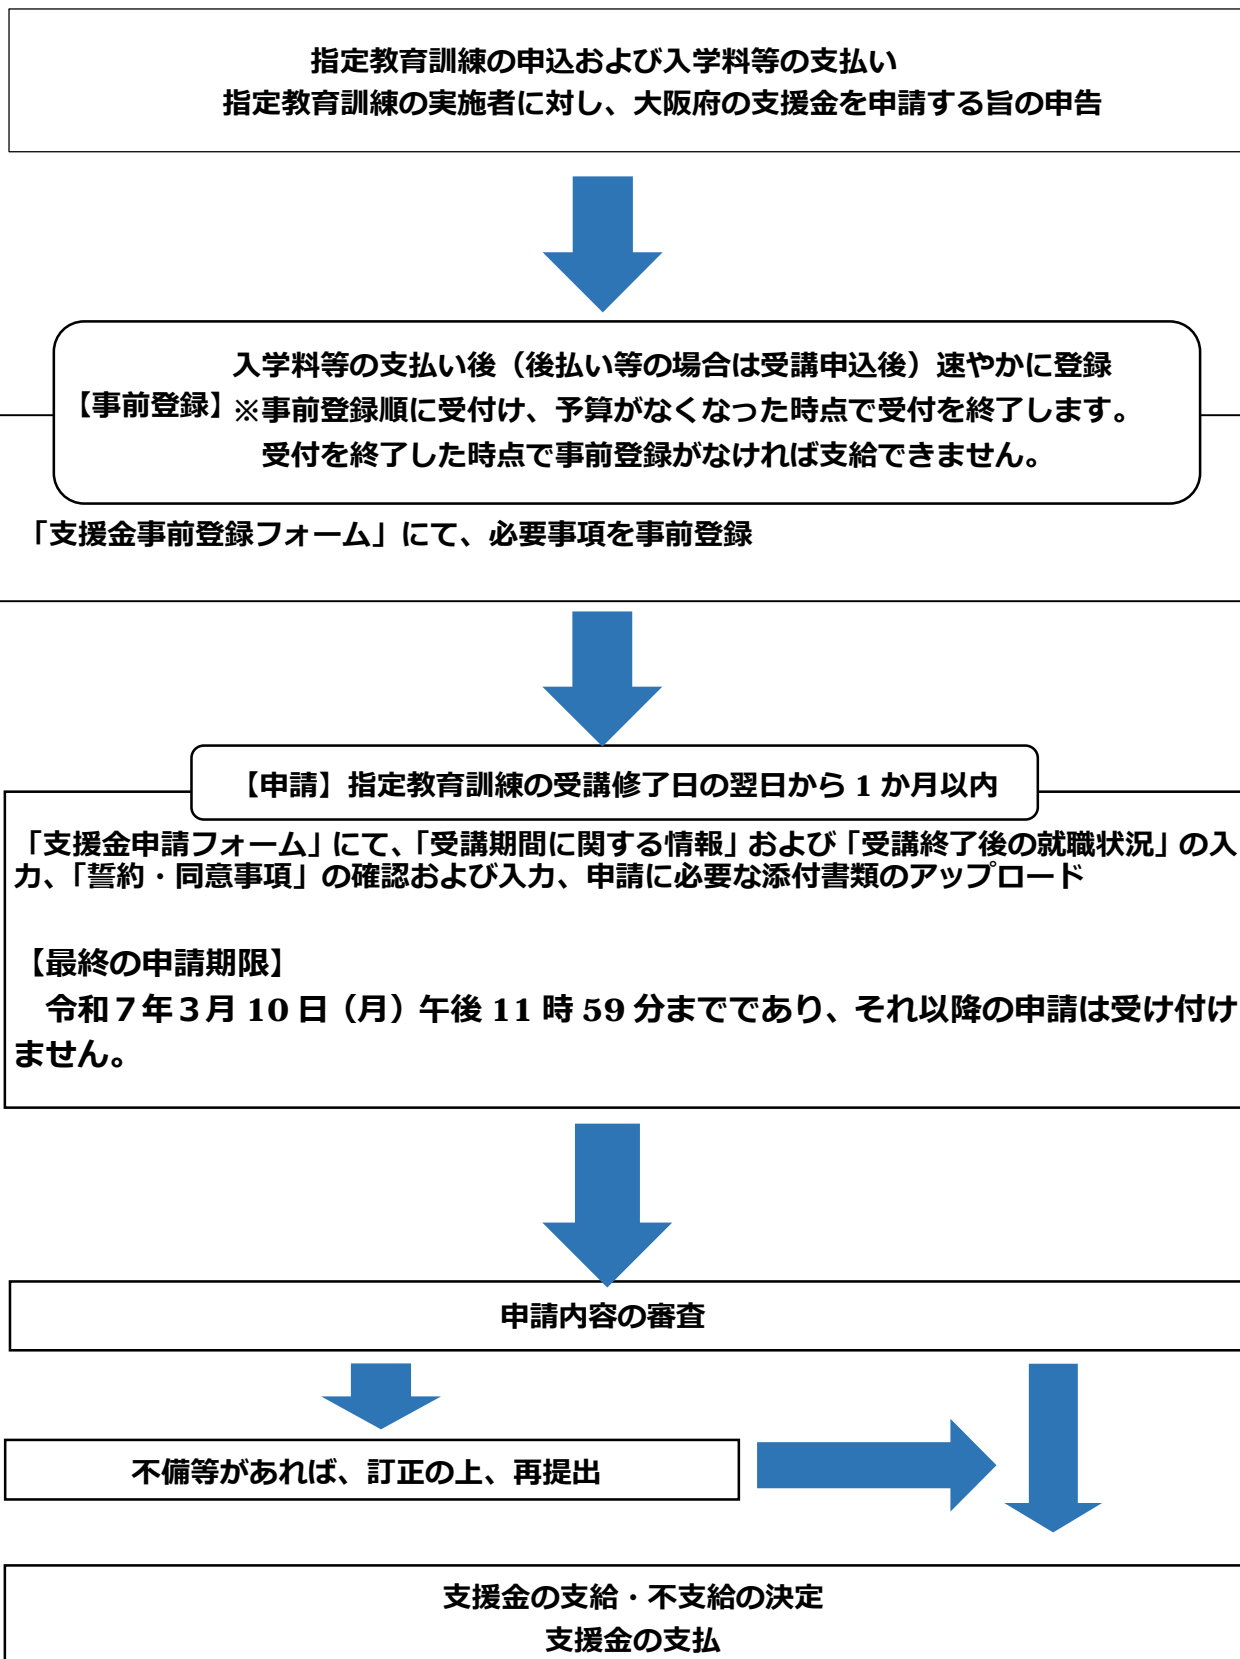 指定教育訓練の申込および入学料等の支払い
指定教育訓練の実施者に対し、大阪府の支援金を申請する旨の申告
入学料等の支払い後（後払い等の場合は受講申込後）速やかに登録
【事前登録】※事前登録順に受付け、予算がなくなった時点で受付を終了します。
受付を終了した時点で事前登録がなければ支給できません。
「支援金事前登録フォーム」にて、必要事項を事前登録
【申請】指定教育訓練の受講修了日の翌日から 1 か月以内
「支援金申請フォーム」にて、「受講期間に関する情報」および「受講終了後の就職状況」の入
力、「誓約・同意事項」の確認および入力、申請に必要な添付書類のアップロード
【最終の申請期限】
令和７年３月 10 日（月）午後 11 時 59 分までであり、それ以降の申請は受け付け
ません。
申請内容の審査
不備等があれば、訂正の上、再提出
支援金の支給・不支給の決定
支援金の支払